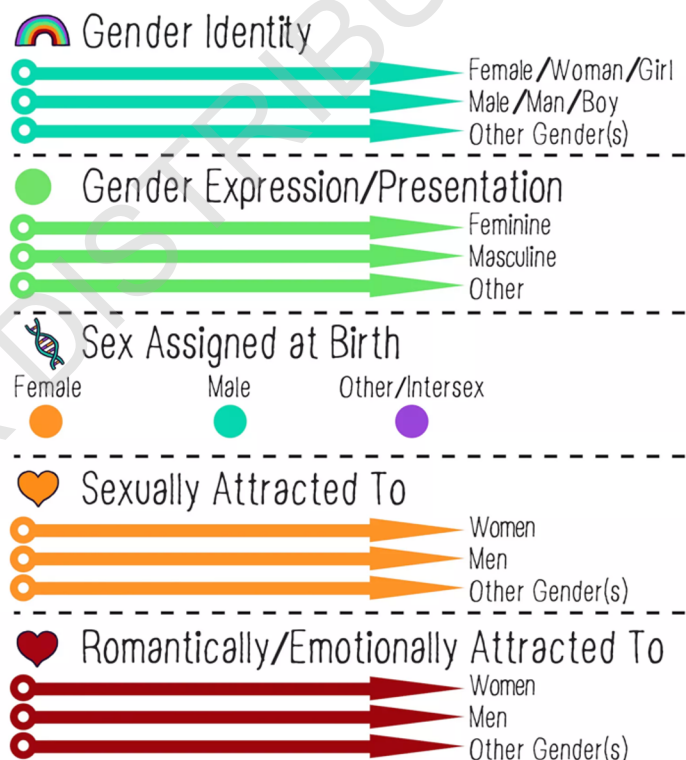 Gender Identity
Female/Woman/Girl
Male/Man/Boy
Other Gender(s)
Gender Expression/Presentation
Feminine
Masculine
Other
Sex Assigned at Birth
Female Male Other/Intersex
Sexually Attracted To
Women
Men
Other Gender(s)
Romantically/Emotionally Attracted To
Women
Men
Other Gender(s)